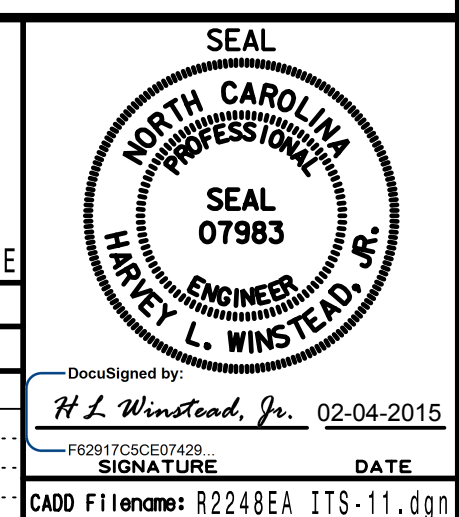 SEAL
NORTH CAROLINA
PROFESSIONAL
SEAL
07983
ENGINEER
HARVEY L. WINSTEAD, JR.
E
DocuSigned by:
H L Winstead, Jr. 02-04-2015
F62917C5CE07429...
SIGNATURE DATE
CADD Filename: R2248EA ITS-11.dgn